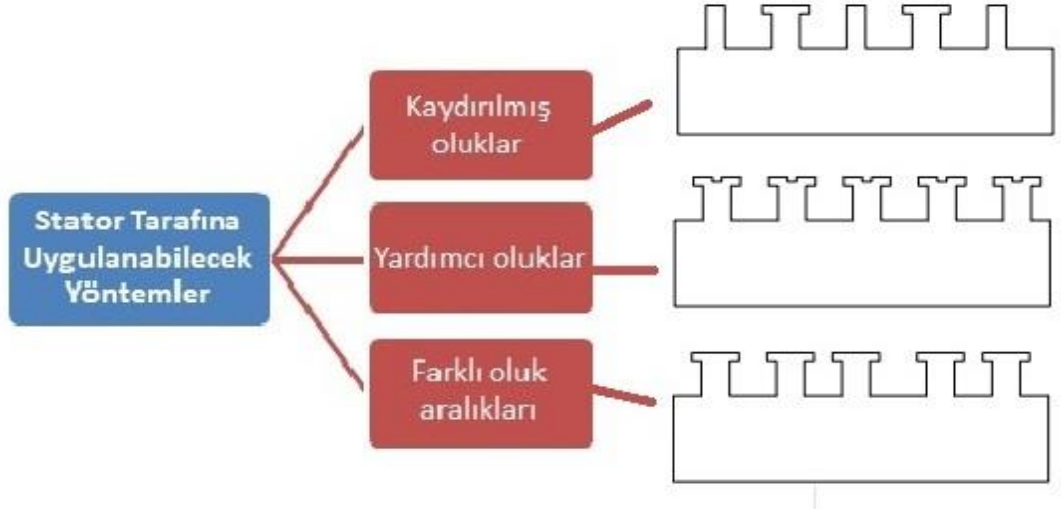 Stator Tarafına
Uygulanabilecek
Yöntemler
Kaydırılmış
oluklar
Yardımcı oluklar
Farklı oluk
aralıkları